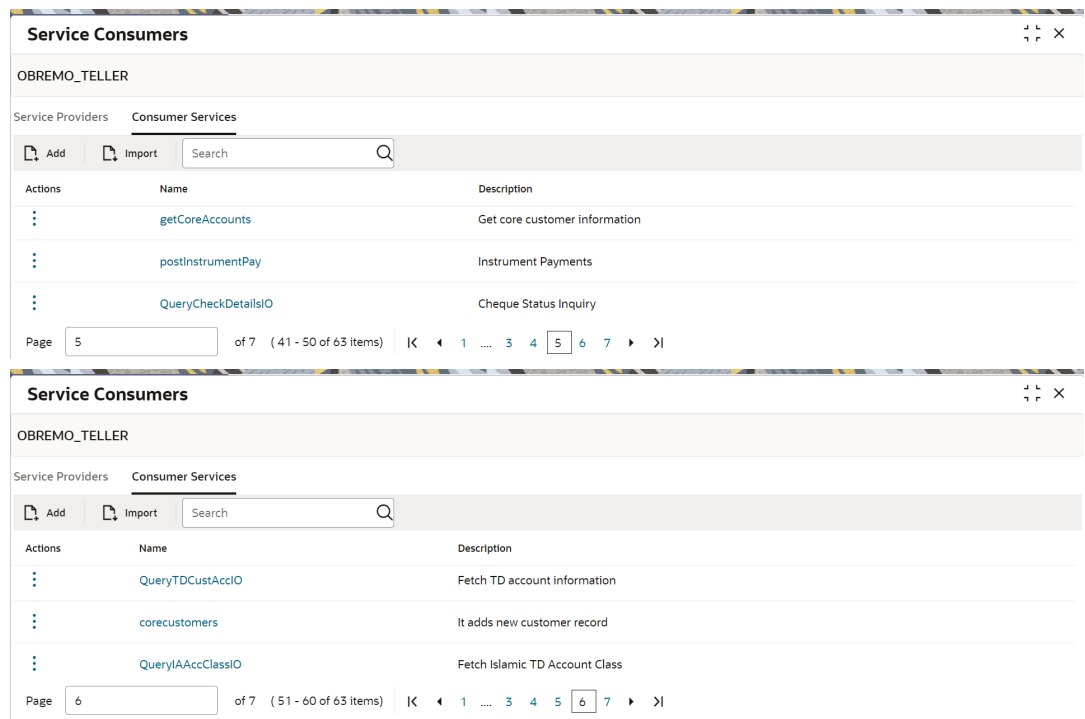 Service Consumers
OBREMO_TELLER
Service Providers Consumer Services
Add Import Search
Actions Name Description
getCoreAccounts Get core customer information
postInstrumentPay Instrument Payments
QueryCheckDetailsIO Cheque Status Inquiry
Page 5 of 7 (41 - 50 of 63 items) 1 .... 3 4 5 6 7
Service Consumers
OBREMO_TELLER
Service Providers Consumer Services
Add Import Search
Actions Name Description
QueryTDCustAccIO Fetch TD account information
corecustomers It adds new customer record
QueryIAAccClassIO Fetch Islamic TD Account Class
Page 6 of 7 (51 - 60 of 63 items) 1 .... 3 4 5 6 7